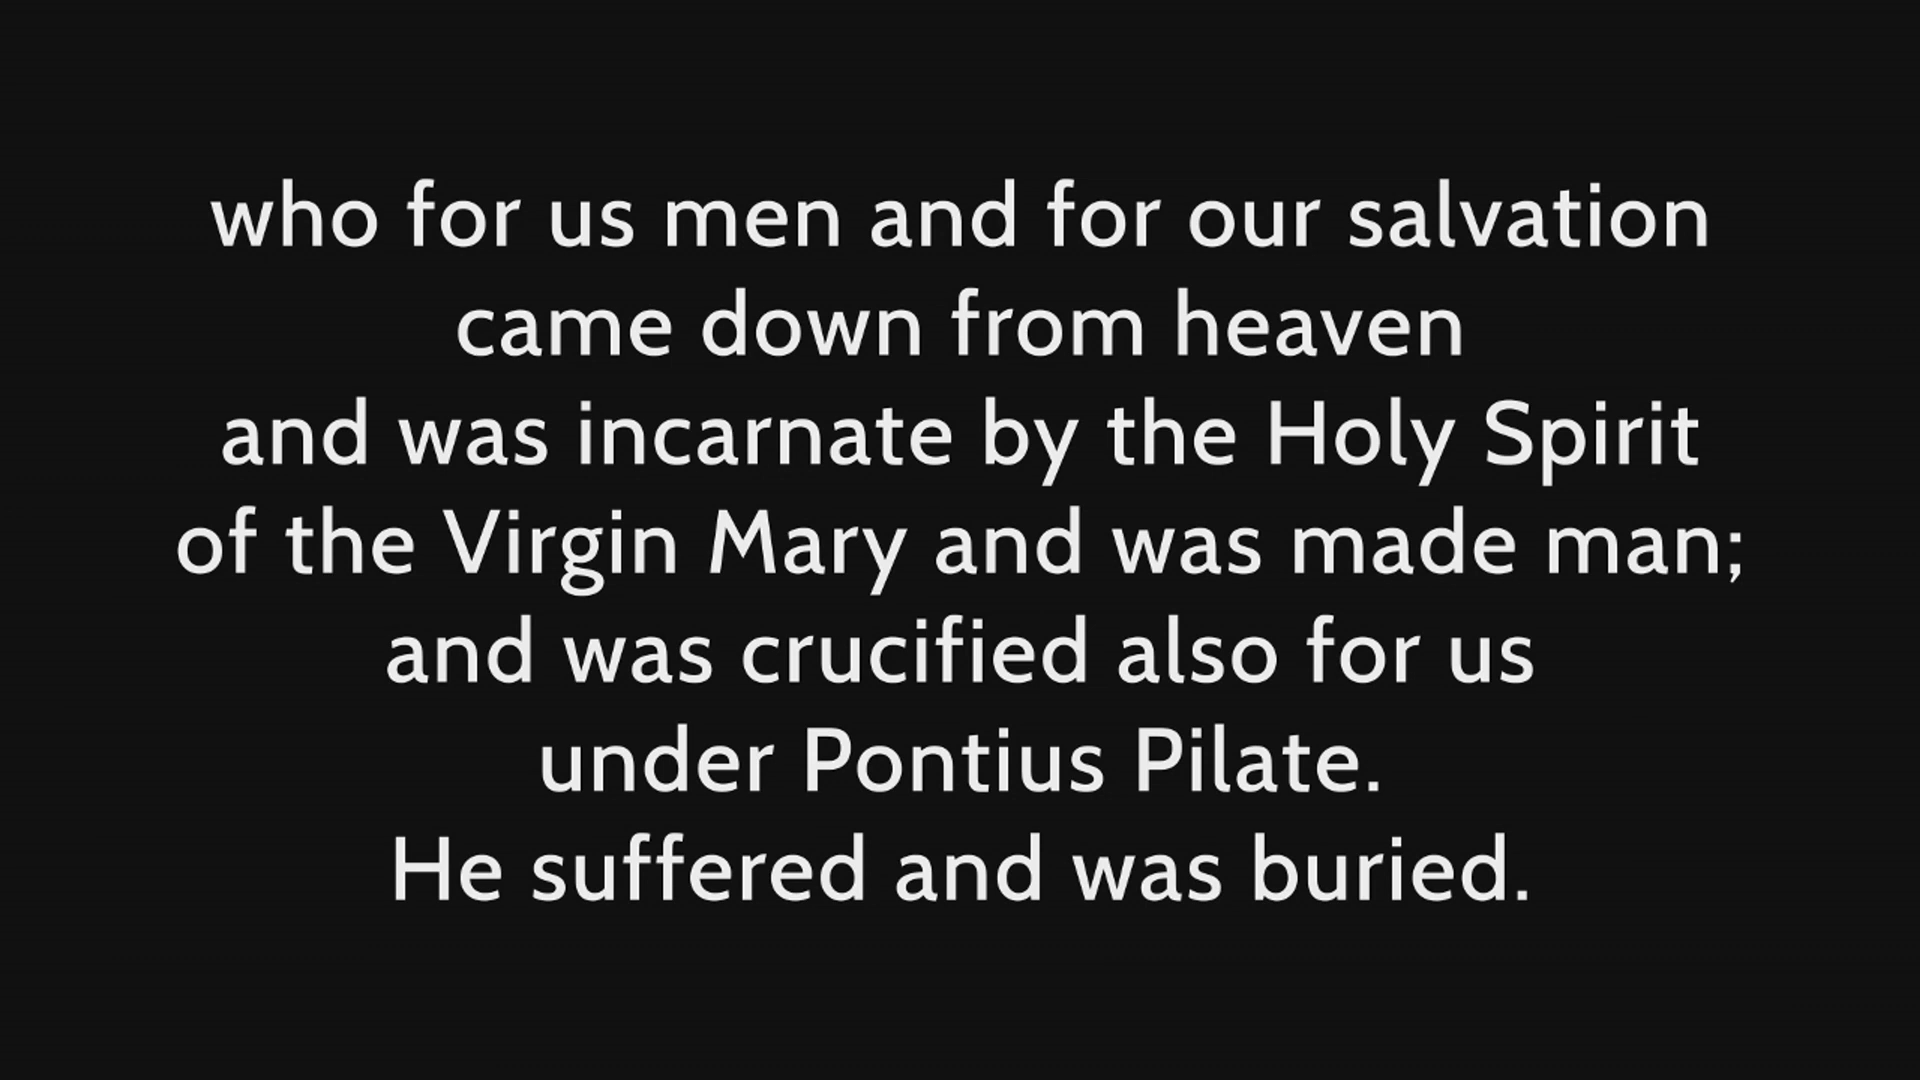 who for us men and for our salvation
came down from heaven
and was incarnate by the Holy Spirit
of the Virgin Mary and was made man;
and was crucified also for us
under Pontius Pilate.
He suffered and was buried.